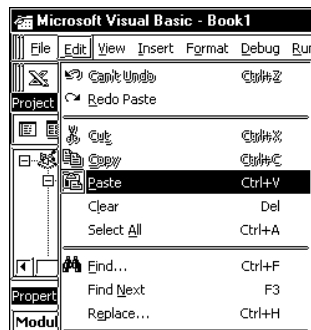 Microsoft Visual Basic - Book1
File Edit View Insert Format Debug Run
Can't Undo Ctrl+Z
Project
Redo Paste
Cut Ctrl+X
Copy Ctrl+C
Paste Ctrl+V
Clear Del
Select All Ctrl+A
Find... Ctrl+F
Propert
Find Next F3
Modul
Replace... Ctrl+H